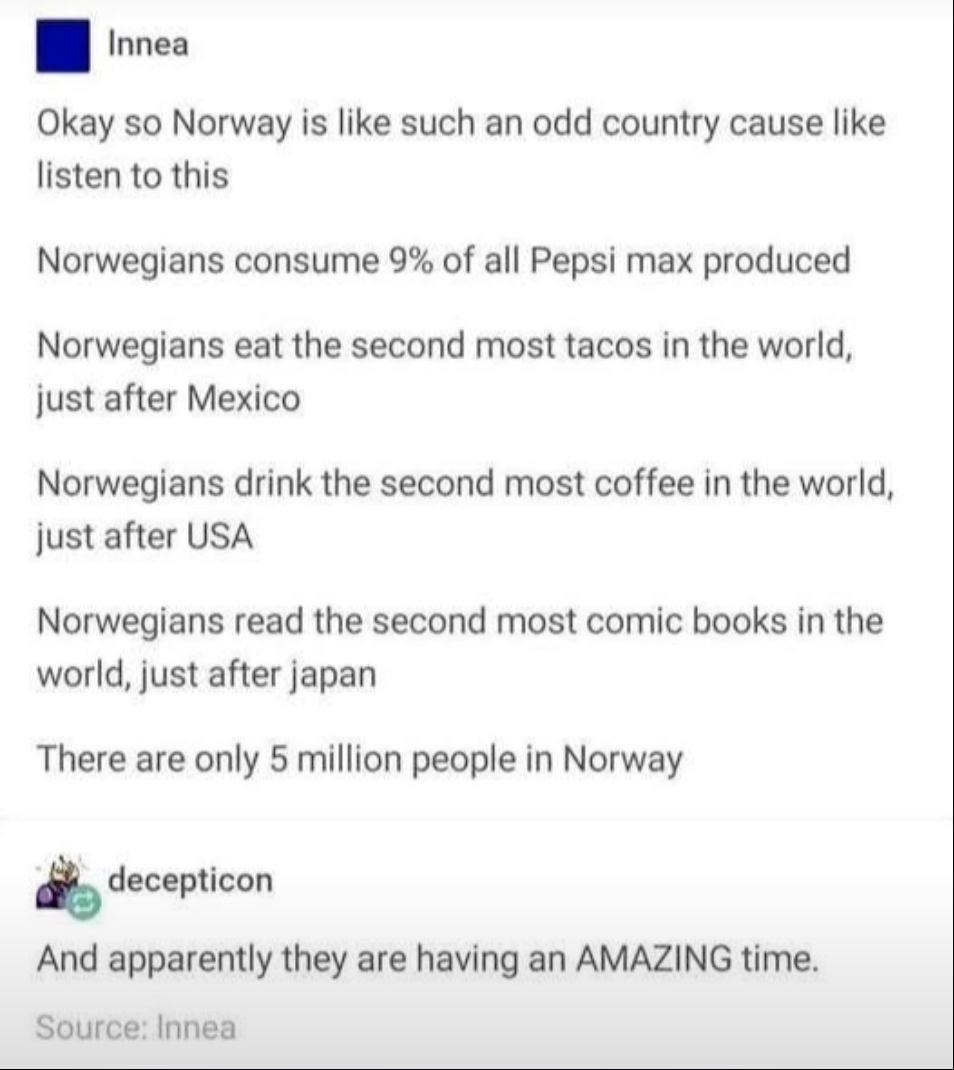 lnnea
Okay so Norway is like such an odd country cause like
listen to this
Norwegians consume 9% of all Pepsi max produced
Norwegians eat the second most tacos in the world,
just after Mexico
Norwegians drink the second most coffee in the world,
just after USA
Norwegians read the second most comic books in the
world, just after japan
There are only 5 million people in Norway
decepticon
And apparently they are having an AMAZING time.
Source: lnnea